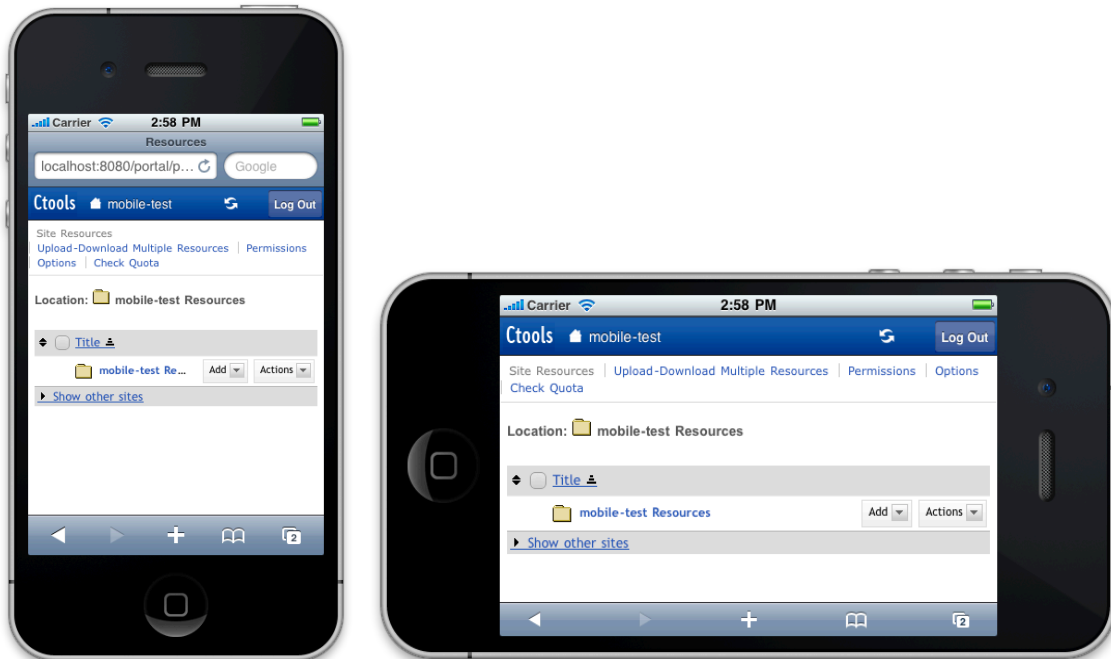 Carrier 2:58 PM
Resources
localhost:8080/portal/p... Google
Ctools mobile-test Log Out
Site Resources
Upload-Download Multiple Resources | Permissions
Options | Check Quota
Location: mobile-test Resources
Title
mobile-test Re... Add Actions
Show other sites
2
Carrier 2:58 PM
Ctools mobile-test Log Out
Site Resources | Upload-Download Multiple Resources | Permissions | Options
Check Quota
Location: mobile-test Resources
Title
mobile-test Resources Add Actions
Show other sites
2